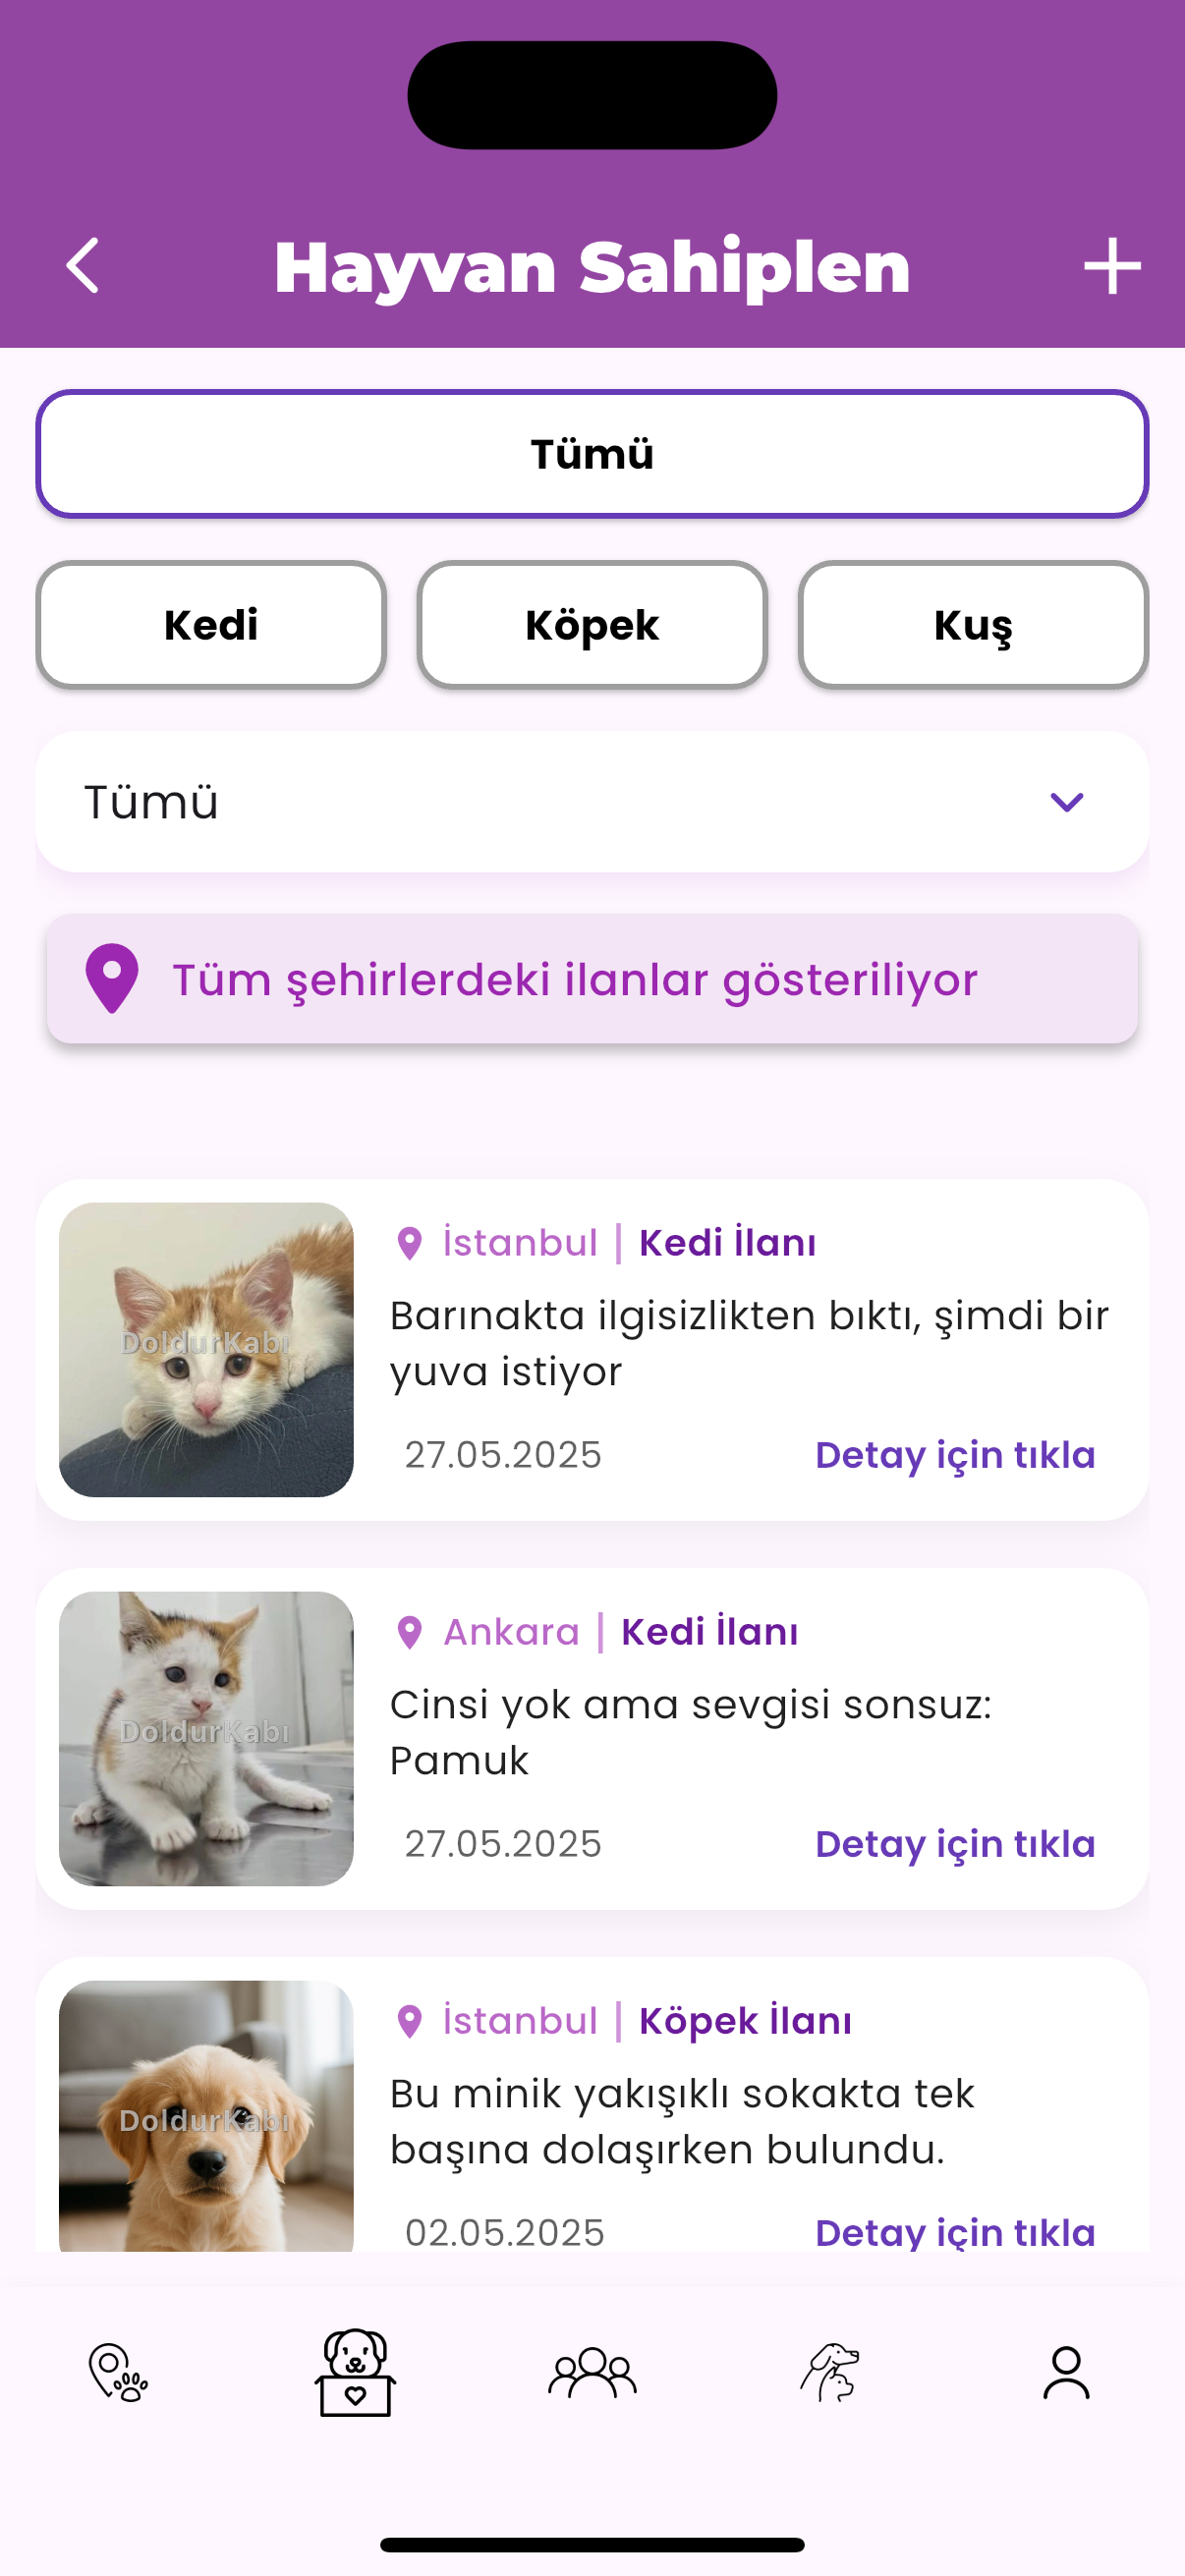 Hayvan Sahiplen
Tümü
Kedi
Köpek
Kuş
Tümü
Tüm şehirlerdeki ilanlar gösteriliyor
İstanbul | Kedi İlanı
Barınakta ilgisizlikten bıktı, şimdi bir
yuva istiyor
27.05.2025
Detay için tıkla
DoldurKabı
Ankara | Kedi İlanı
Cinsi yok ama sevgisi sonsuz:
Pamuk
27.05.2025
Detay için tıkla
DoldurKabı
İstanbul | Köpek İlanı
Bu minik yakışıklı sokakta tek
başına dolaşırken bulundu.
02.05.2025
Detay için tıkla
DoldurKabı